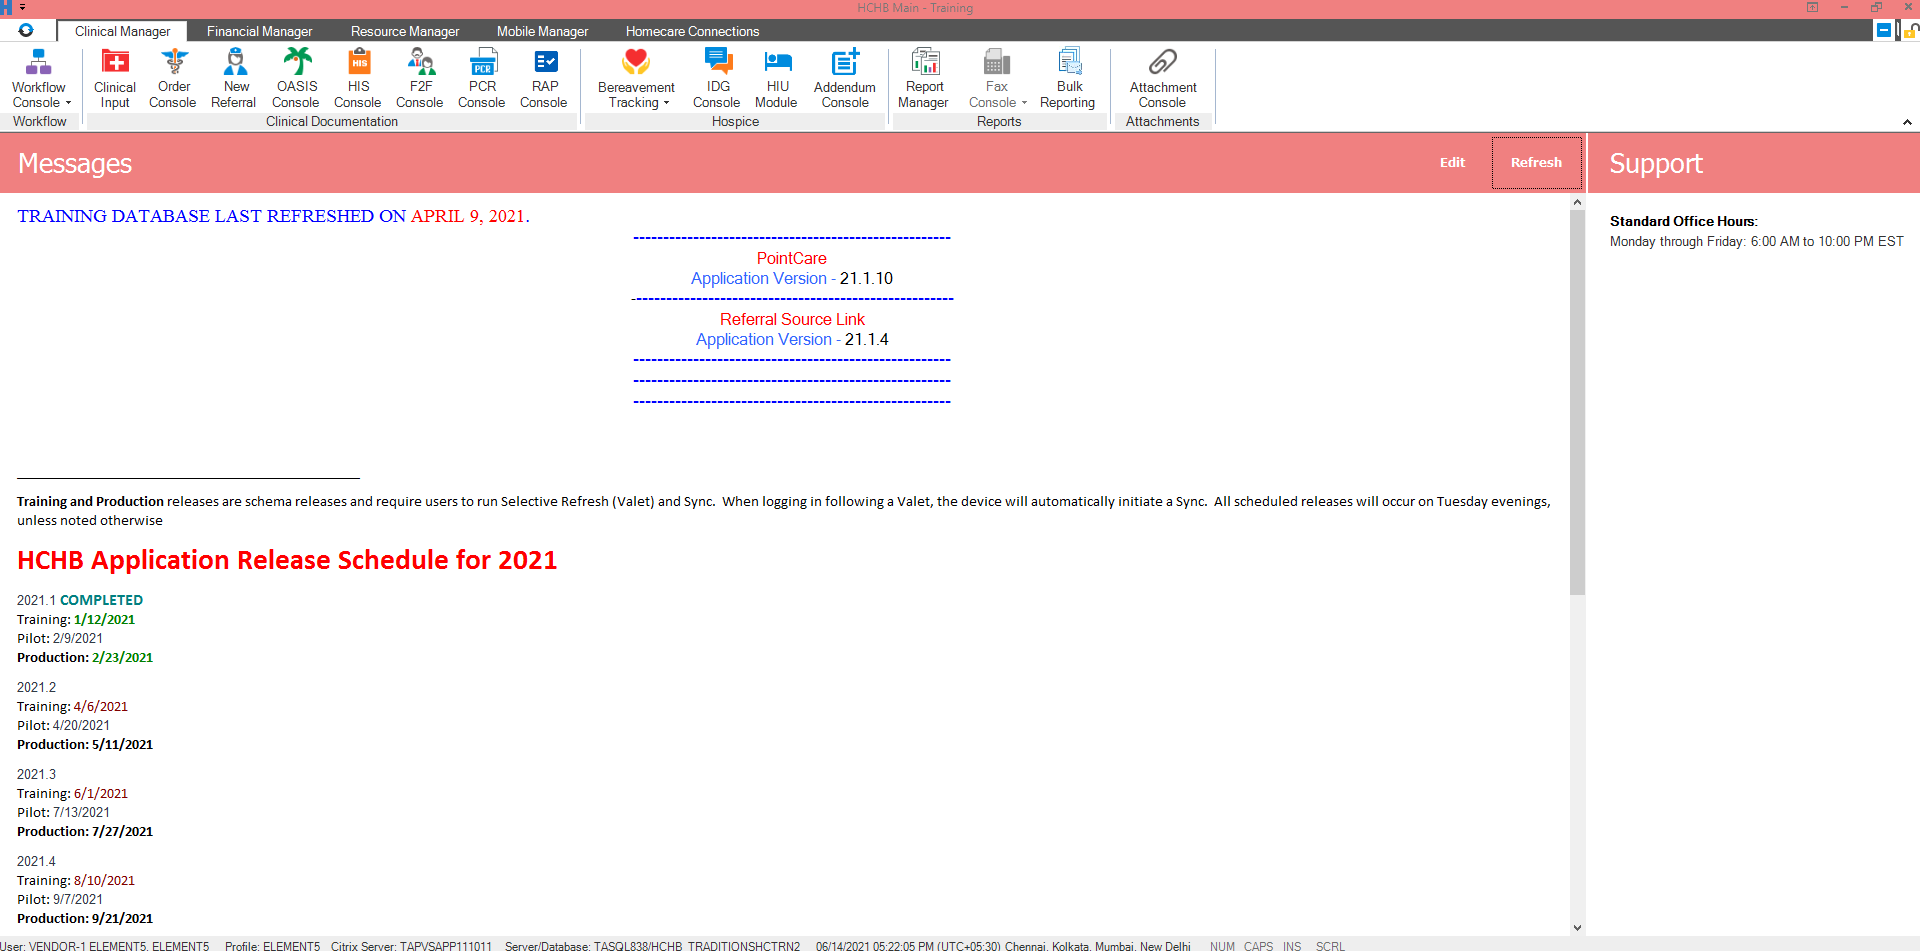 HCHB Main - Training
Clinical Manager
Financial Manager
Resource Manager
Mobile Manager
Homecare Connections
Workflow
Console
Clinical
Input
Order
Console
New
Referral
OASIS
Console
HIS
HIS
Console
F2F
Console
PCR
PCR
Console
RAP
Console
Bereavement
Tracking
IDG
Console
HIU
Module
Addendum
Console
Report
Manager
Fax
Console
Bulk
Reporting
Attachment
Console
Workflow
Clinical Documentation
Hospice
Reports
Attachments
Messages
Edit
Refresh
Support
TRAINING DATABASE LAST REFRESHED ON APRIL 9, 2021.
-----------------------------------------------------
PointCare
Application Version - 21.1.10
------------------------------------------------------
Referral Source Link
Application Version - 21.1.4
-----------------------------------------------------
-----------------------------------------------------
-----------------------------------------------------
Standard Office Hours:
Monday through Friday: 6:00 AM to 10:00 PM EST
Training and Production releases are schema releases and require users to run Selective Refresh (Valet) and Sync.  When logging in following a Valet, the device will automatically initiate a Sync.  All scheduled releases will occur on Tuesday evenings,
unless noted otherwise
HCHB Application Release Schedule for 2021
2021.1 COMPLETED
Training: 1/12/2021
Pilot: 2/9/2021
Production: 2/23/2021
2021.2
Training: 4/6/2021
Pilot: 4/20/2021
Production: 5/11/2021
2021.3
Training: 6/1/2021
Pilot: 7/13/2021
Production: 7/27/2021
2021.4
Training: 8/10/2021
Pilot: 9/7/2021
Production: 9/21/2021
User: VENDOR-1 ELEMENT5, ELEMENT5 Profile: ELEMENT5 Citrix Server: TAPVSAPP111011 Server/Database: TASQL838/HCHB_TRADITIONSHCTRN2 06/14/2021 05:22:05 PM (UTC+05:30) Chennai, Kolkata, Mumbai, New Delhi NUM CAPS INS SCRL